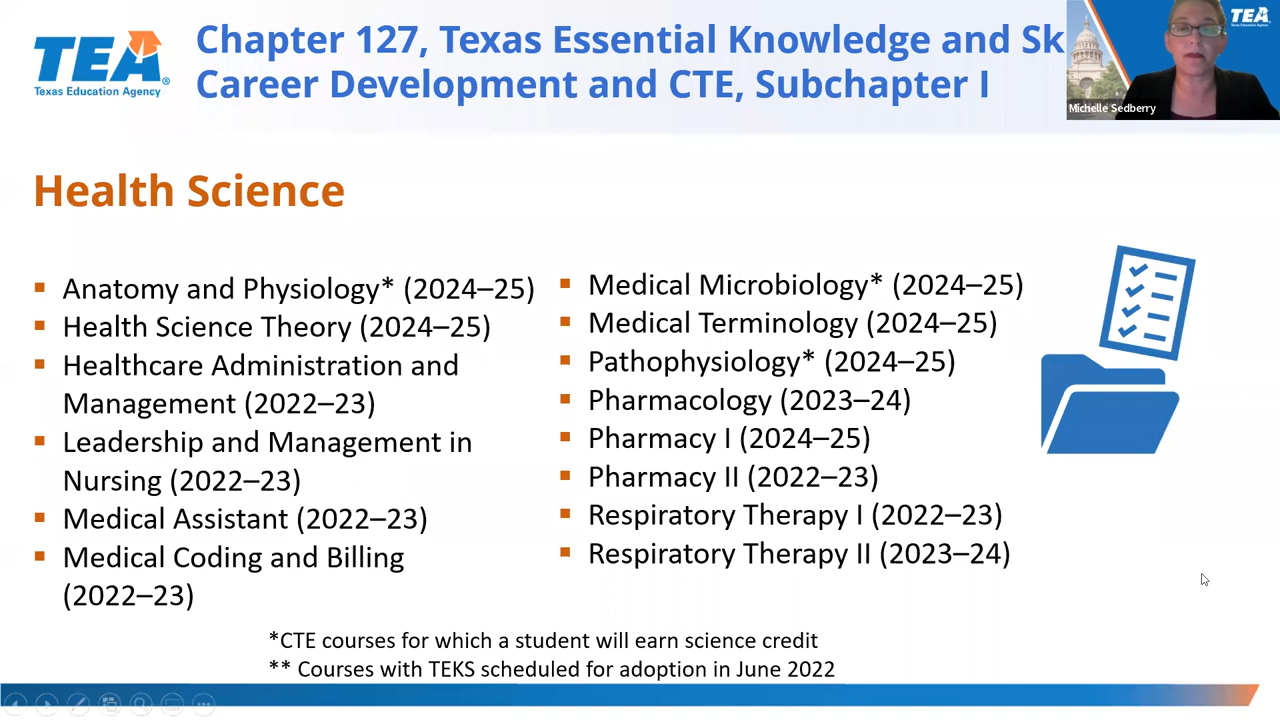 TEA
Texas Education Agency
Chapter 127, Texas Essential Knowledge and Sk
Career Development and CTE, Subchapter I
TEA
Michelle Sedberry
Health Science
Anatomy and Physiology* (2024–25)
Health Science Theory (2024–25)
Healthcare Administration and
Management (2022–23)
Leadership and Management in
Nursing (2022–23)
Medical Assistant (2022–23)
Medical Coding and Billing
(2022–23)
Medical Microbiology* (2024–25)
Medical Terminology (2024–25)
Pathophysiology* (2024–25)
Pharmacology (2023–24)
Pharmacy I (2024–25)
Pharmacy II (2022–23)
Respiratory Therapy I (2022–23)
Respiratory Therapy II (2023–24)
*CTE courses for which a student will earn science credit
** Courses with TEKS scheduled for adoption in June 2022